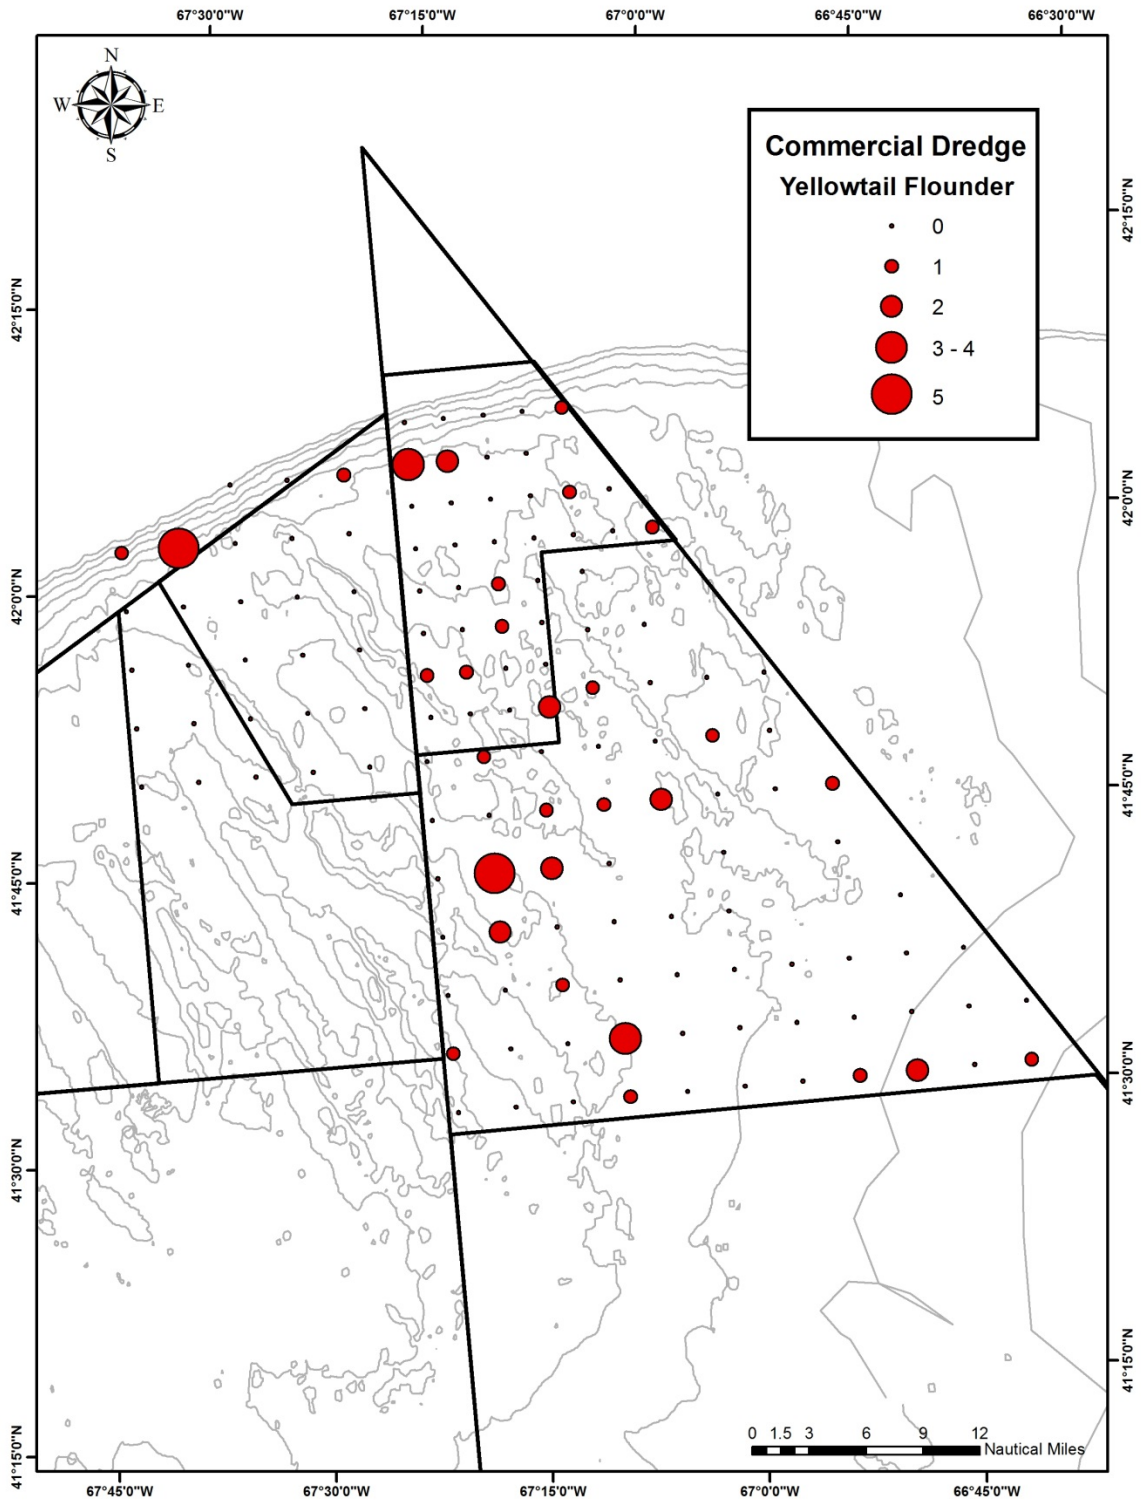 67°30'0"W 67°15'0"W 67°0'0"W 66°45'0"W 66°30'0"W
N
W E
S
Commercial Dredge
Yellowtail Flounder
0
1
2
3 - 4
5
42°15'0"N
42°0'0"N
41°45'0"N
41°30'0"N
41°15'0"N
42°15'0"N
42°0'0"N
41°45'0"N
41°30'0"N
41°15'0"N
0 1.5 3 6 9 12
Nautical Miles
67°45'0"W 67°30'0"W 67°15'0"W 67°0'0"W 66°45'0"W